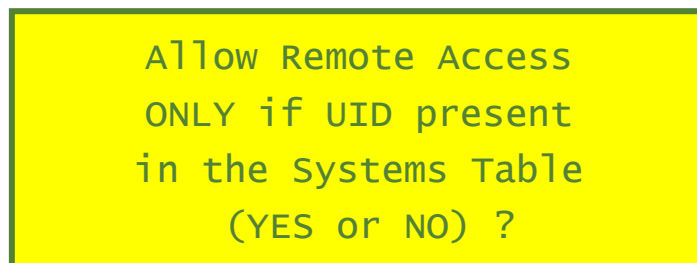 Allow Remote Access
ONLY if UID present
in the Systems Table
(YES or NO) ?